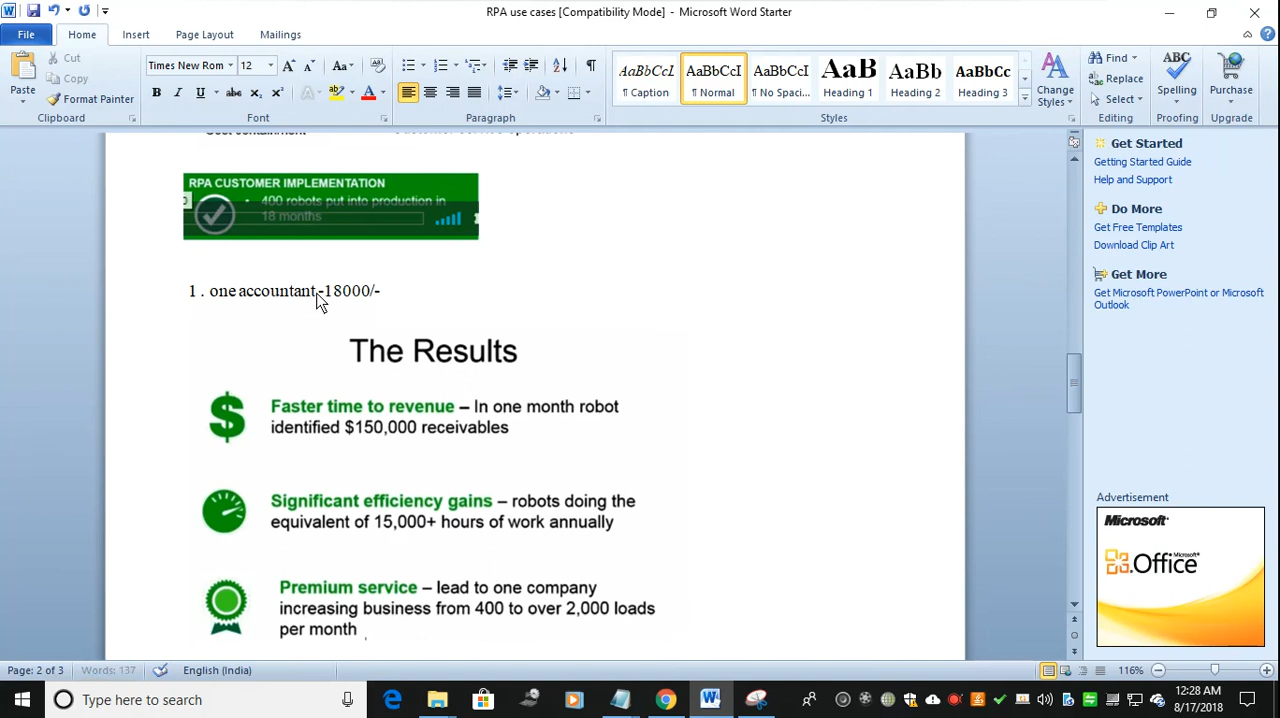 RPA use cases [Compatibility Mode] - Microsoft Word Starter
File Home Insert Page Layout Mailings
Paste
Cut
Copy
Format Painter
Clipboard
Times New Rom 12
Font
Paragraph
AaBbCcI AaBbCcI AaBbCcI AaB AaBbC AaBbCc
¶ Caption ¶ Normal ¶ No Spaci... Heading 1 Heading 2 Heading 3
Change Styles
Styles
Find
Replace
Select
Editing
ABC
Spelling
Proofing
Purchase
Upgrade
RPA CUSTOMER IMPLEMENTATION
• 400 robots put into production in
18 months
1 . one accountant -18000/-
The Results
Faster time to revenue – In one month robot
identified $150,000 receivables
Significant efficiency gains – robots doing the
equivalent of 15,000+ hours of work annually
Premium service – lead to one company
increasing business from 400 to over 2,000 loads
per month
Get Started
Getting Started Guide
Help and Support
Do More
Get Free Templates
Download Clip Art
Get More
Get Microsoft PowerPoint or Microsoft
Outlook
Advertisement
Microsoft
Microsoft
Office
Page: 2 of 3 Words: 137 English (India) 116%
Type here to search
12:28 AM
8/17/2018